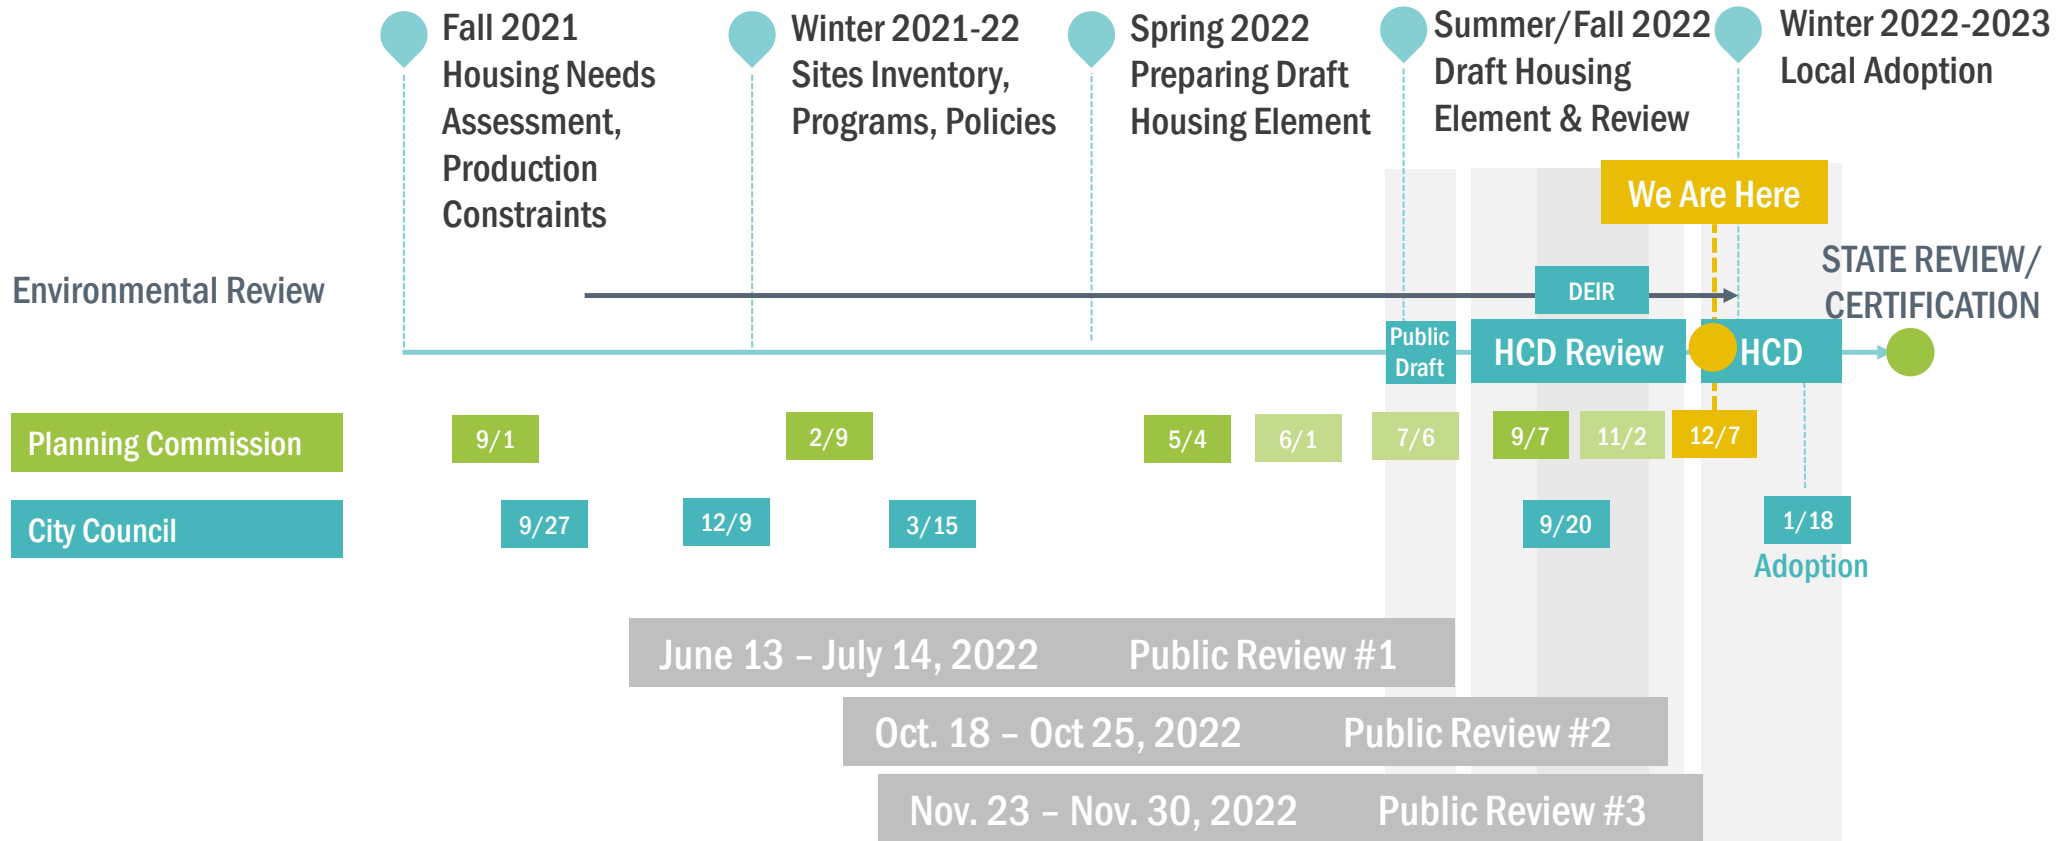 Fall 2021
Housing Needs
Assessment,
Production
Constraints
Winter 2021-22
Sites Inventory,
Programs, Policies
Spring 2022
Preparing Draft
Housing Element
Summer/Fall 2022
Draft Housing
Element & Review
Winter 2022-2023
Local Adoption
We Are Here
STATE REVIEW/
CERTIFICATION
Environmental Review
DEIR
Public
Draft
HCD Review
HCD
Planning Commission
9/1
2/9
5/4
6/1
7/6
9/7
11/2
12/7
City Council
9/27
12/9
3/15
9/20
1/18
Adoption
June 13 – July 14, 2022 Public Review #1
Oct. 18 – Oct 25, 2022 Public Review #2
Nov. 23 – Nov. 30, 2022 Public Review #3